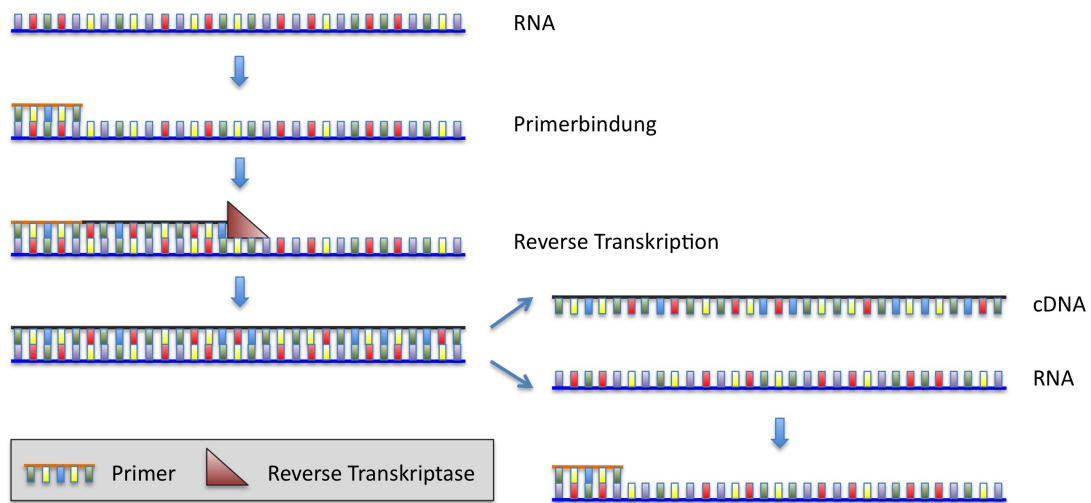 RNA
Primerbindung
Reverse Transkription
cDNA
RNA
Primer
Reverse Transkriptase